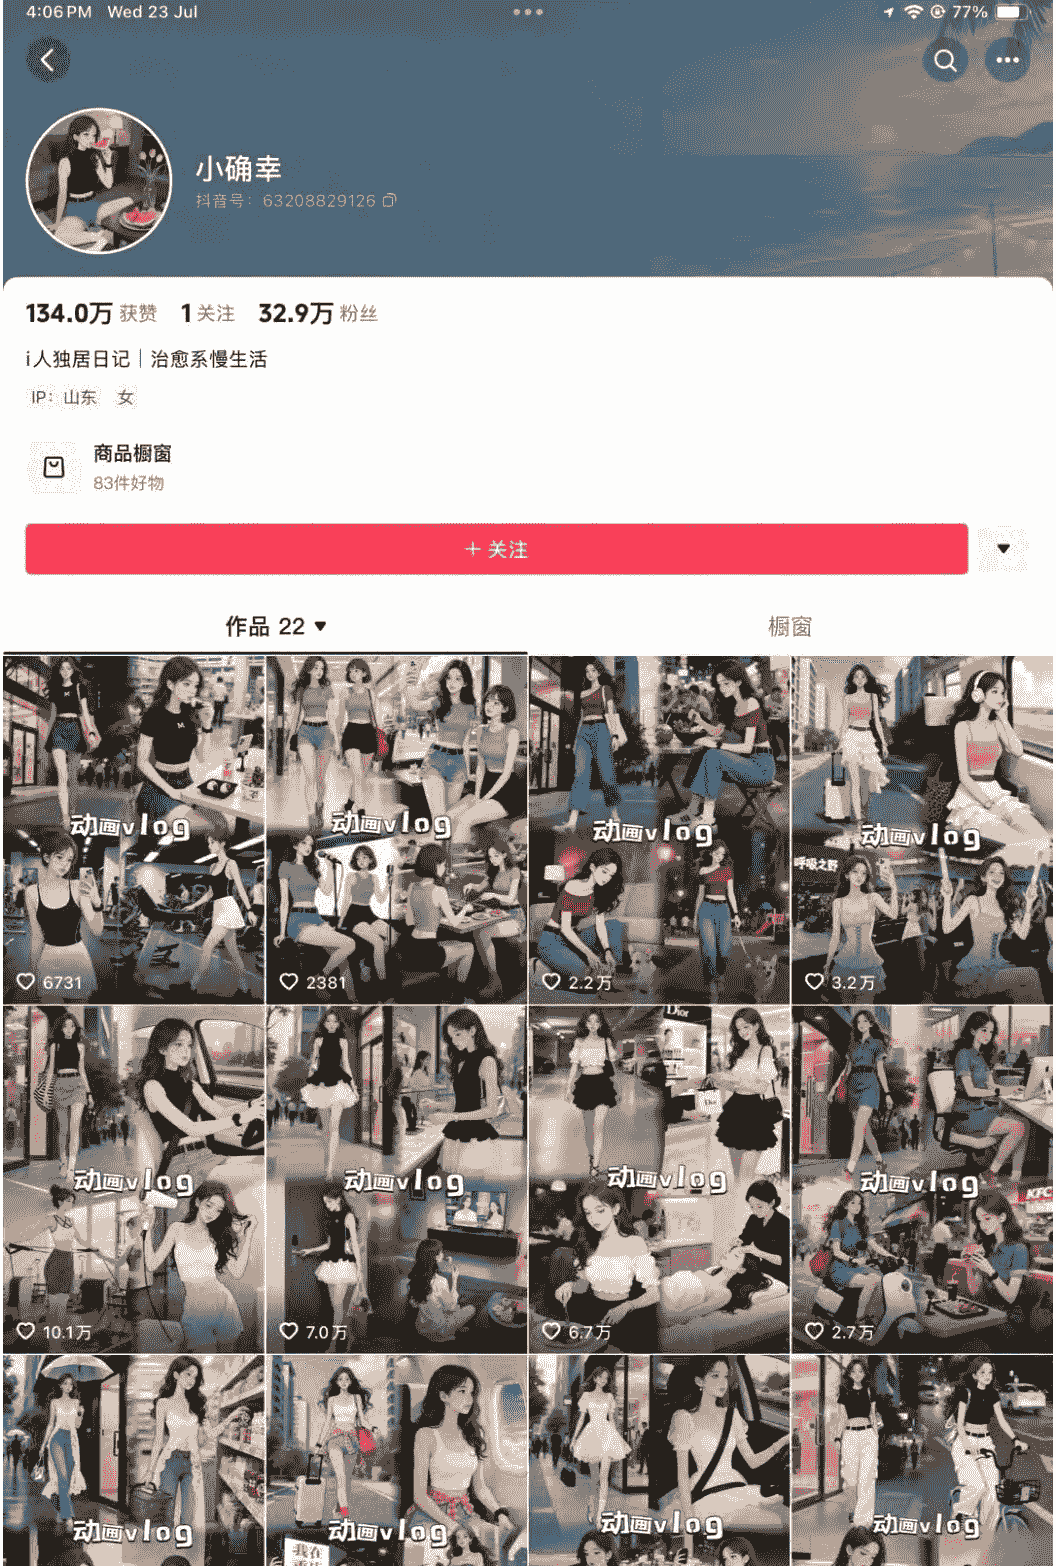 4:06 PM Wed 23 Jul
77%
小确幸
抖音号：63208829126
134.0万 获赞 1 关注 32.9万 粉丝
i人独居日记｜治愈系慢生活
IP：山东 女
商品橱窗
83件好物
+ 关注
作品 22 橱窗
动画vlog
动画vlog
动画vlog
动画vlog
呼吸之野
6731
2381
2.2万
3.2万
Dior
Dior
动画vlog
动画vlog
动画vlog
动画vlog
KFC
10.1万
7.0万
6.7万
2.7万
动画vlog
动画vlog
动画vlog
动画vlog
我在